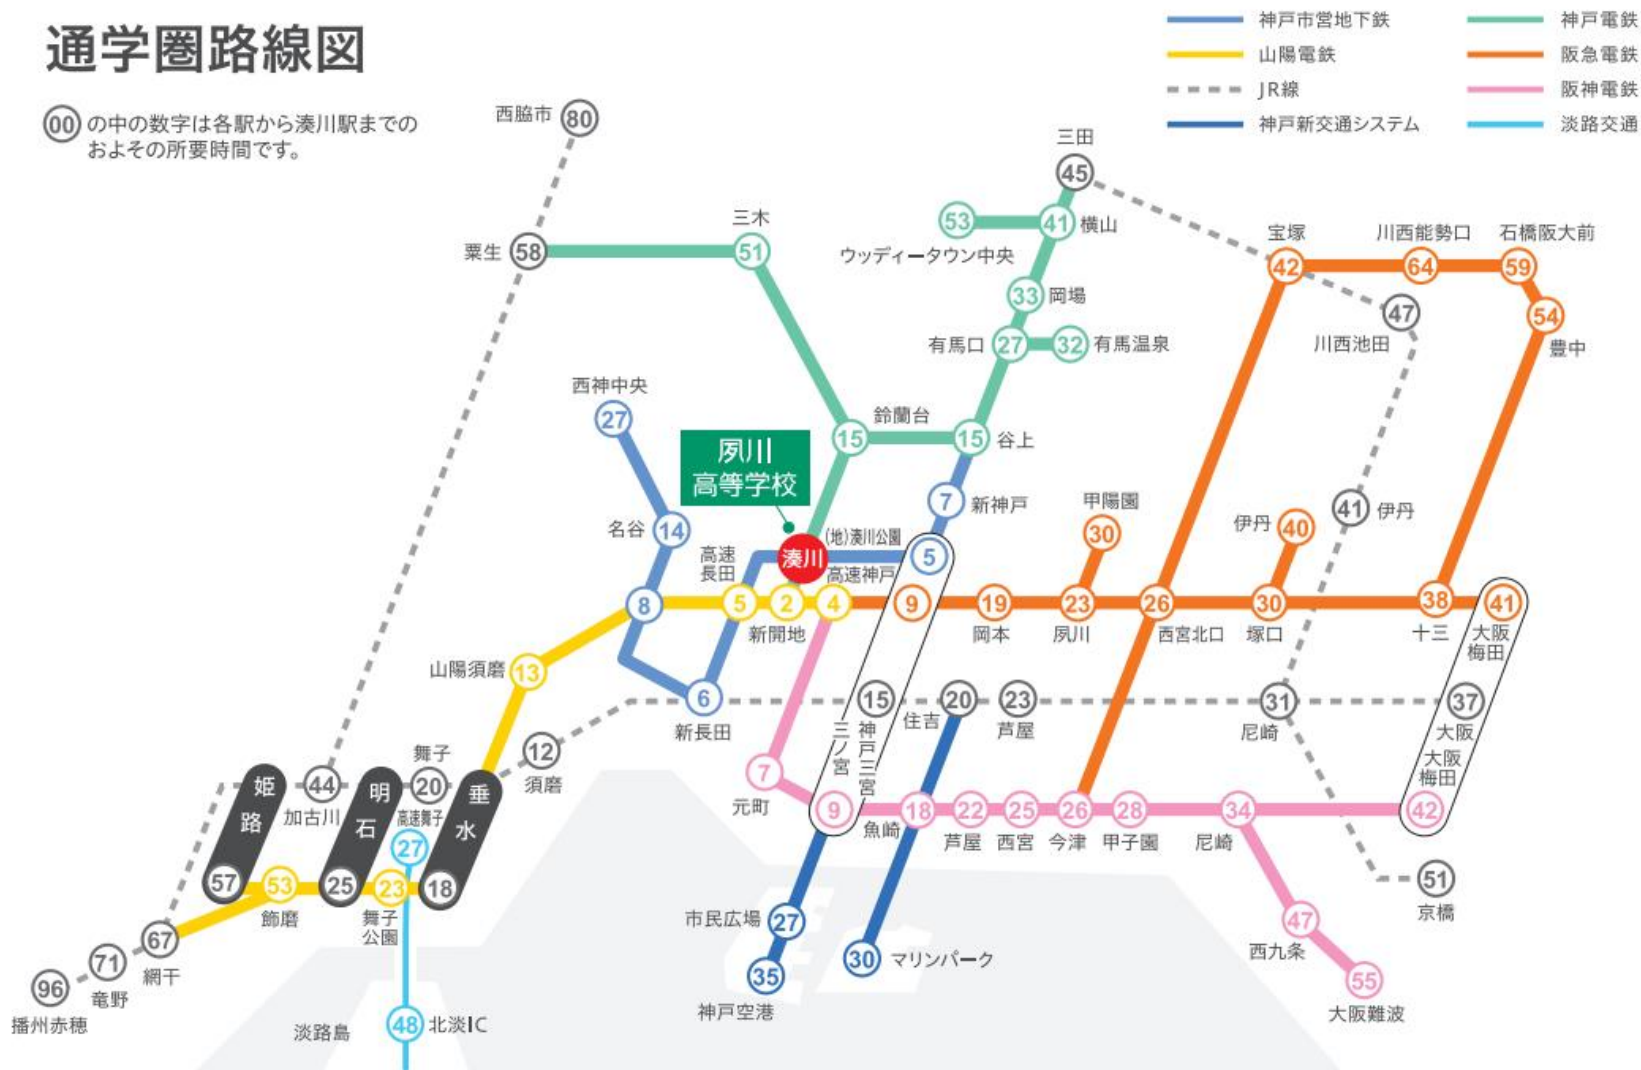 通学圏路線図
00 の中の数字は各駅から湊川駅までの
およその所要時間です。
神戸市営地下鉄
神戸電鉄
山陽電鉄
阪急電鉄
JR線
阪神電鉄
神戸新交通システム
淡路交通
西脇市 80
三田
45
三木
53
41 横山
ウッディータウン中央
粟生 58
51
宝塚
川西能勢口
石橋阪大前
42
64
59
33 岡場
47
54
川西池田
豊中
有馬口 27
32 有馬温泉
西神中央
27
鈴蘭台
15
15 谷上
夙川
高等学校
7 新神戸
甲陽園
30
伊丹 40
41 伊丹
名谷 14
高速
長田
湊川
(地)湊川公園
高速神戸
5
8
5
2
4
9
19
23
26
30
38
41
新開地
岡本
夙川
西宮北口
塚口
十三
大阪
梅田
山陽須磨 13
6
新長田
15
神戸三宮
三ノ宮
住吉 20
23
芦屋
31
尼崎
37
大阪
大阪
梅田
12
須磨
舞子
20
44
加古川
姫路
57
明石
25
垂水
18
高速舞子
27
53
飾磨
23
舞子
公園
7
元町
9
18
魚崎
22
芦屋
25
西宮
26
今津
28
甲子園
34
尼崎
42
51
京橋
67
網干
71
竜野
96
播州赤穂
市民広場 27
35
神戸空港
30 マリンパーク
47
西九条
55
大阪難波
淡路島
48 北淡IC